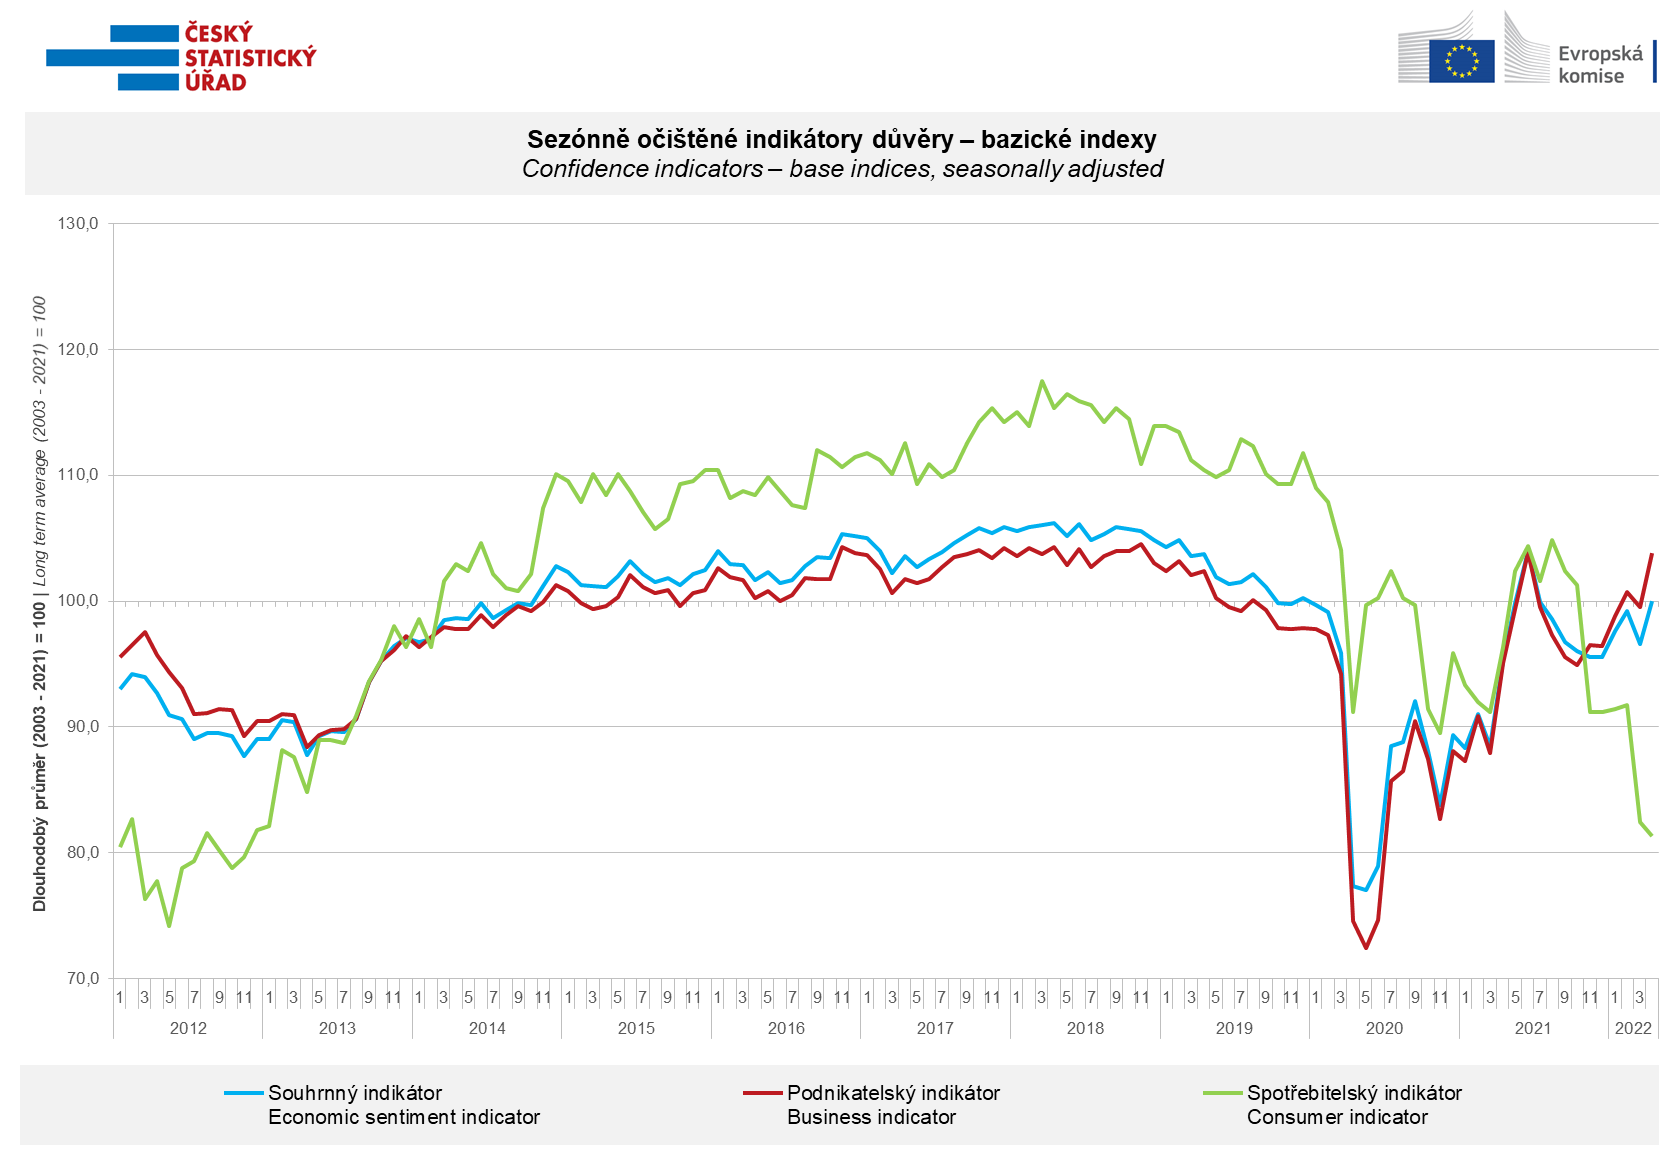 ČESKÝ
STATISTICKÝ
ÚŘAD
Evropská
komise
Sezónně očištěné indikátory důvěry – bazické indexy
Confidence indicators – base indices, seasonally adjusted
Dlouhodobý průměr (2003 - 2021) = 100 | Long term average (2003 - 2021) = 100
130,0
120,0
110,0
100,0
90,0
80,0
70,0
1 3 5 7 9 11 1 3 5 7 9 11 1 3 5 7 9 11 1 3 5 7 9 11 1 3 5 7 9 11 1 3 5 7 9 11 1 3 5 7 9 11 1 3 5 7 9 11 1 3 5 7 9 11 1 3 5 7 9 11 1 3
2012 2013 2014 2015 2016 2017 2018 2019 2020 2021 2022
Souhrnný indikátor Podnikatelský indikátor Spotřebitelský indikátor
Economic sentiment indicator Business indicator Consumer indicator